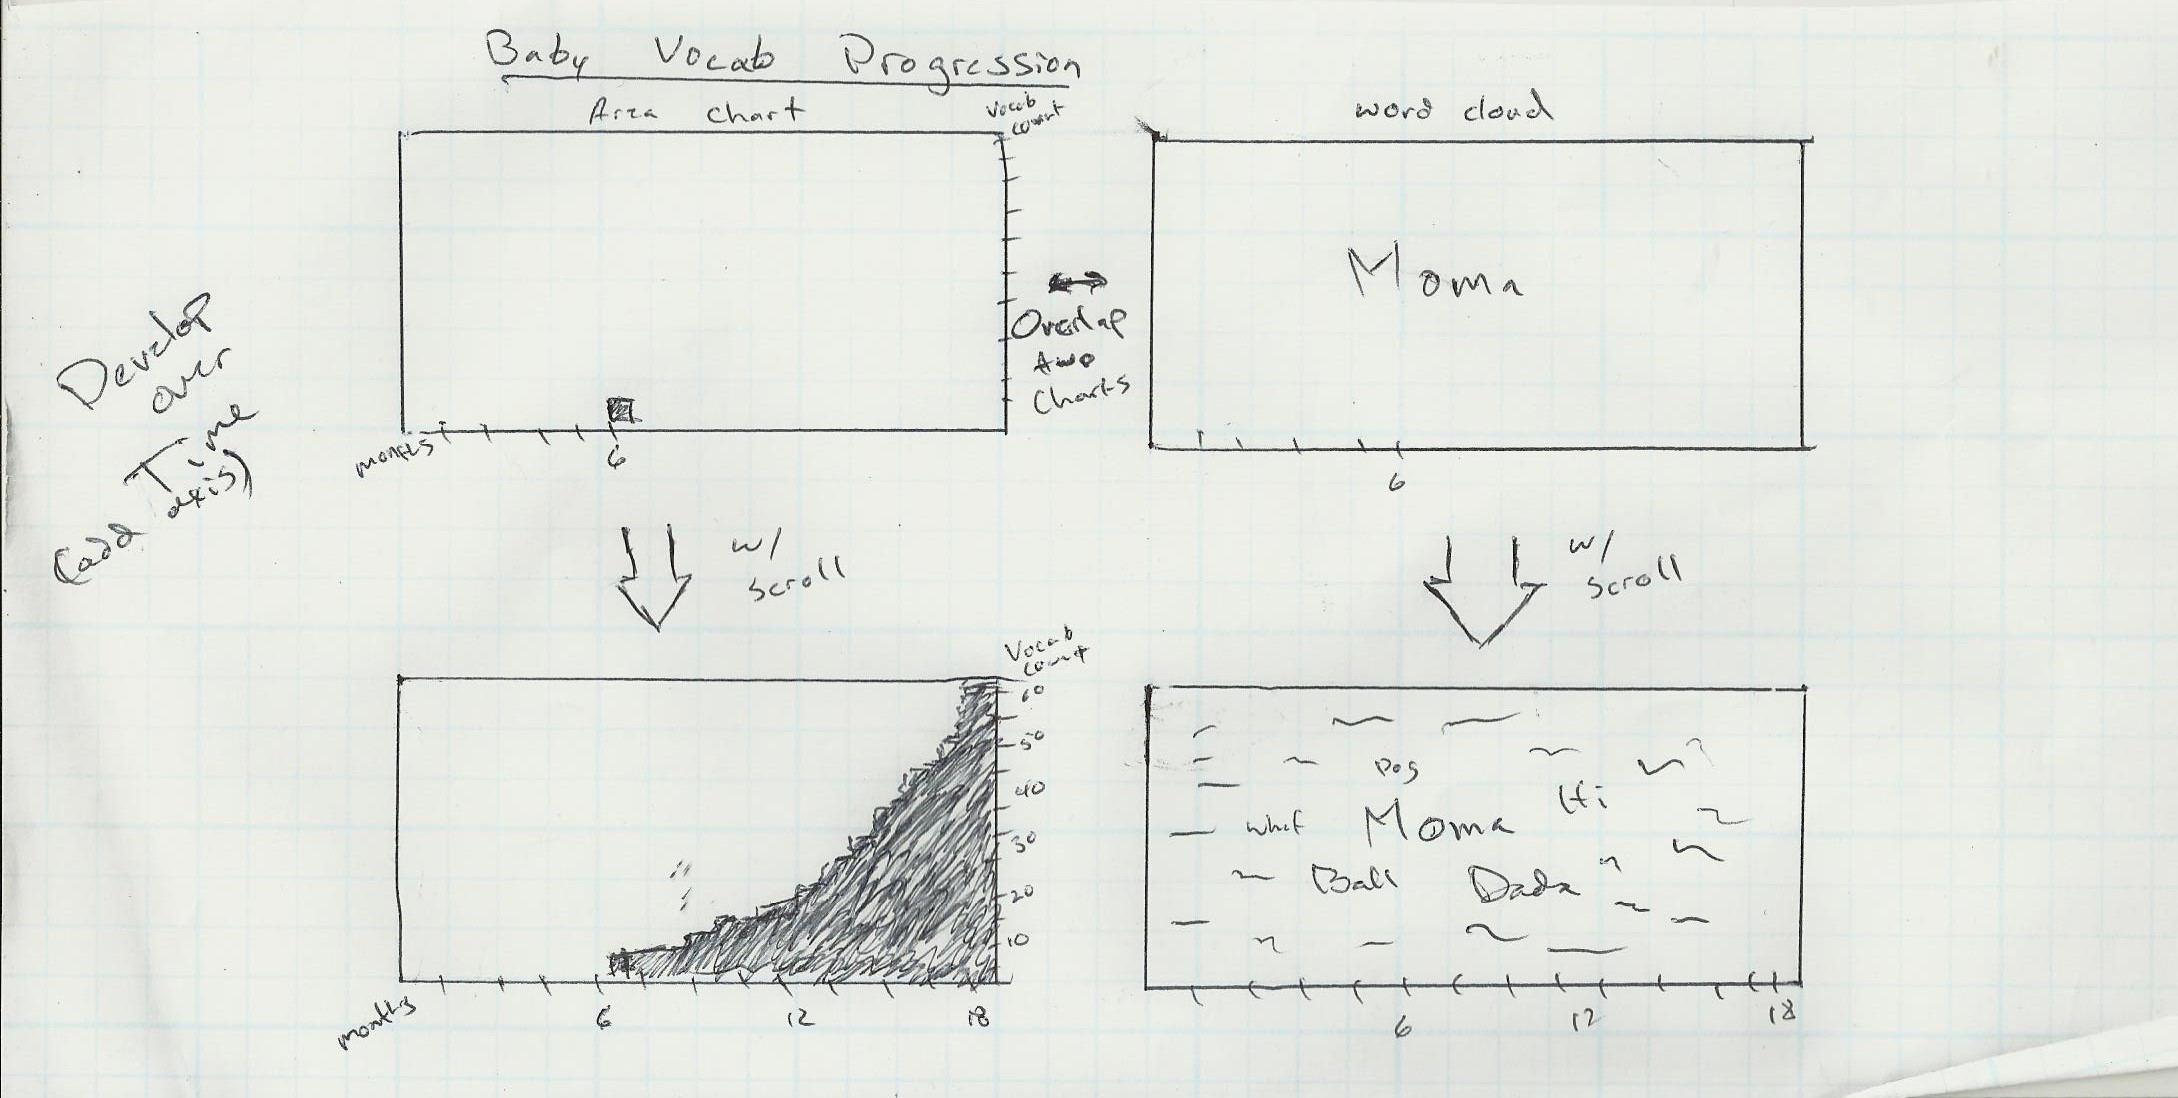 Baby Vocab Progression
Area chart
Vocab
count
word cloud
Develop
over
Time
(add axis)
Moma
Overlap
two
Charts
months
6
6
w/
scroll
w/
scroll
Vocab
count
60
50
40
30
20
10
months
6
12
18
Dog
Hi
what
Moma
Ball
Dada
6
12
18